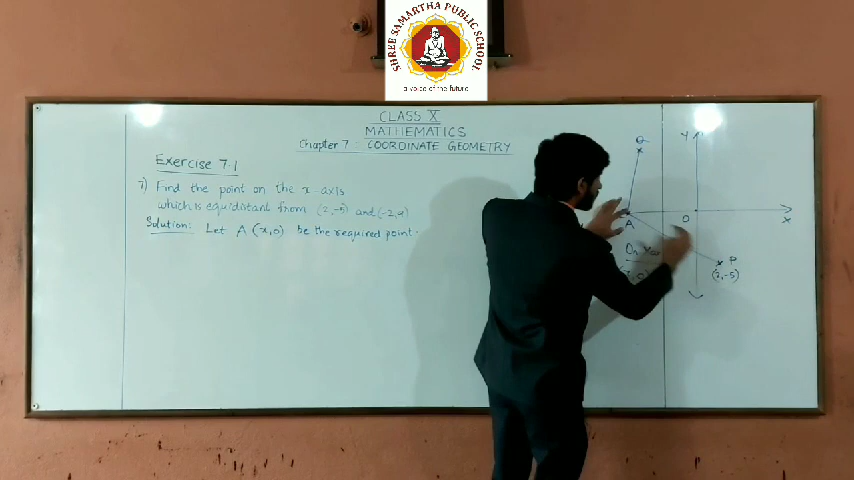 SHREE SAMARTHA PUBLIC SCHOOL
a voice of the future
CLASS X
MATHEMATICS
Chapter 7 : COORDINATE GEOMETRY
Exercise 7.1
7) Find the point on the x-axis
which is equidistant from (2,-5) and (-2,9)
Solution: Let A (x,0) be the required point.
Q
Y
A
O
X
On
P
(2,-5)